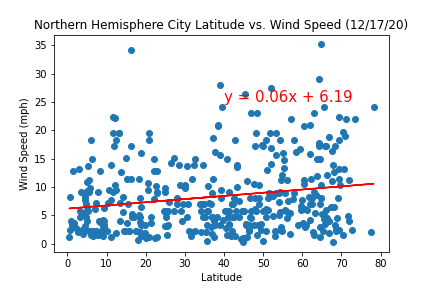 Northern Hemisphere City Latitude vs. Wind Speed (12/17/20)
35
30
25
20
15
10
5
0
Wind Speed (mph)
y = 0.06x + 6.19
0 10 20 30 40 50 60 70 80
Latitude